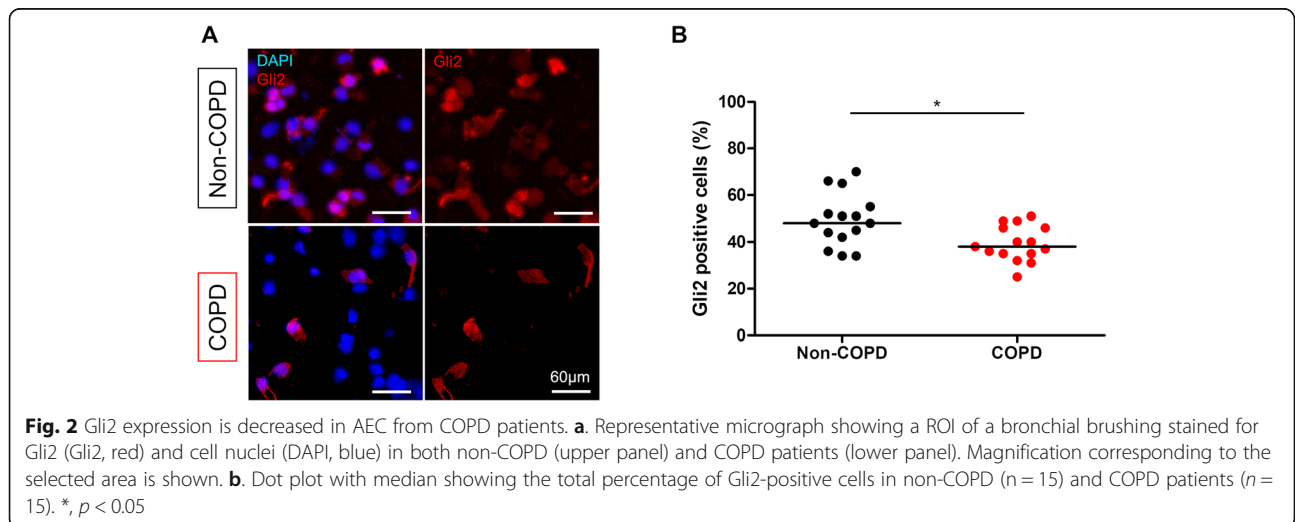 A
B
DAPI
Gli2
Gli2
Non-COPD
COPD
60µm
*
Gli2 positive cells (%)
100
80
60
40
20
0
Non-COPD
COPD
Fig. 2 Gli2 expression is decreased in AEC from COPD patients. a. Representative micrograph showing a ROI of a bronchial brushing stained for
Gli2 (Gli2, red) and cell nuclei (DAPI, blue) in both non-COPD (upper panel) and COPD patients (lower panel). Magnification corresponding to the
selected area is shown. b. Dot plot with median showing the total percentage of Gli2-positive cells in non-COPD (n = 15) and COPD patients (n =
15). *, p < 0.05